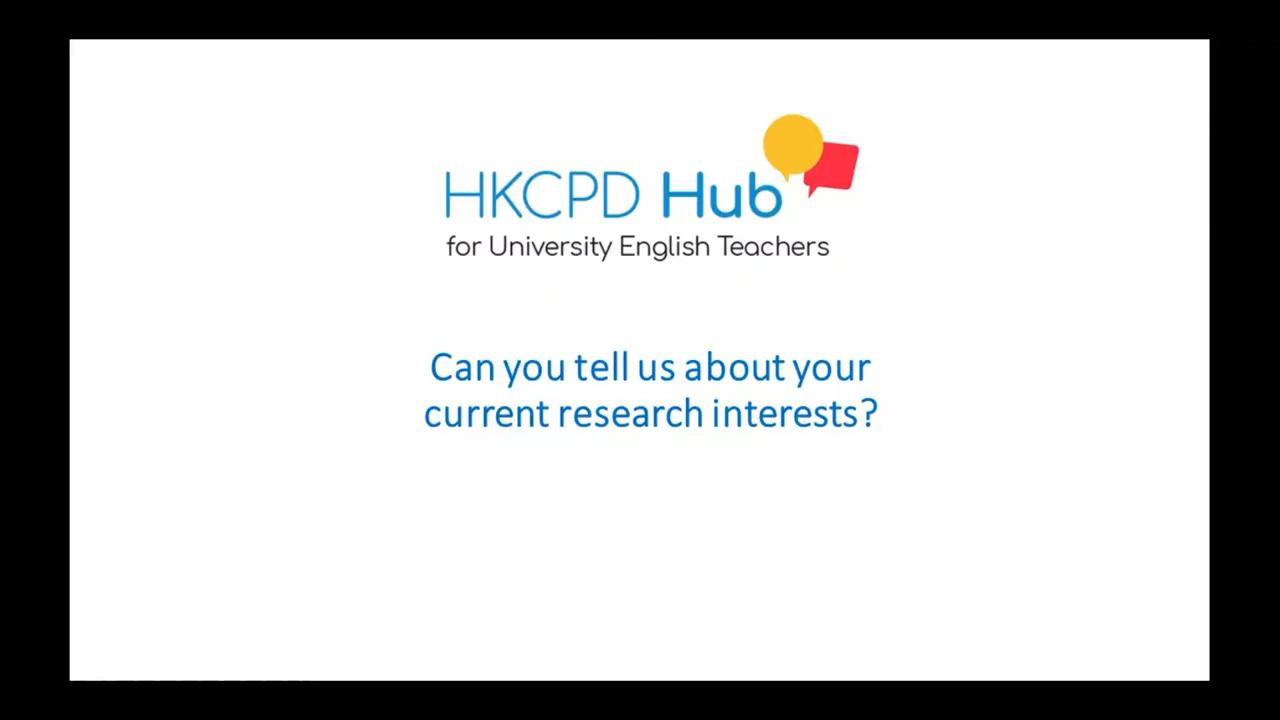 HKCPD Hub
for University English Teachers
Can you tell us about your
current research interests?